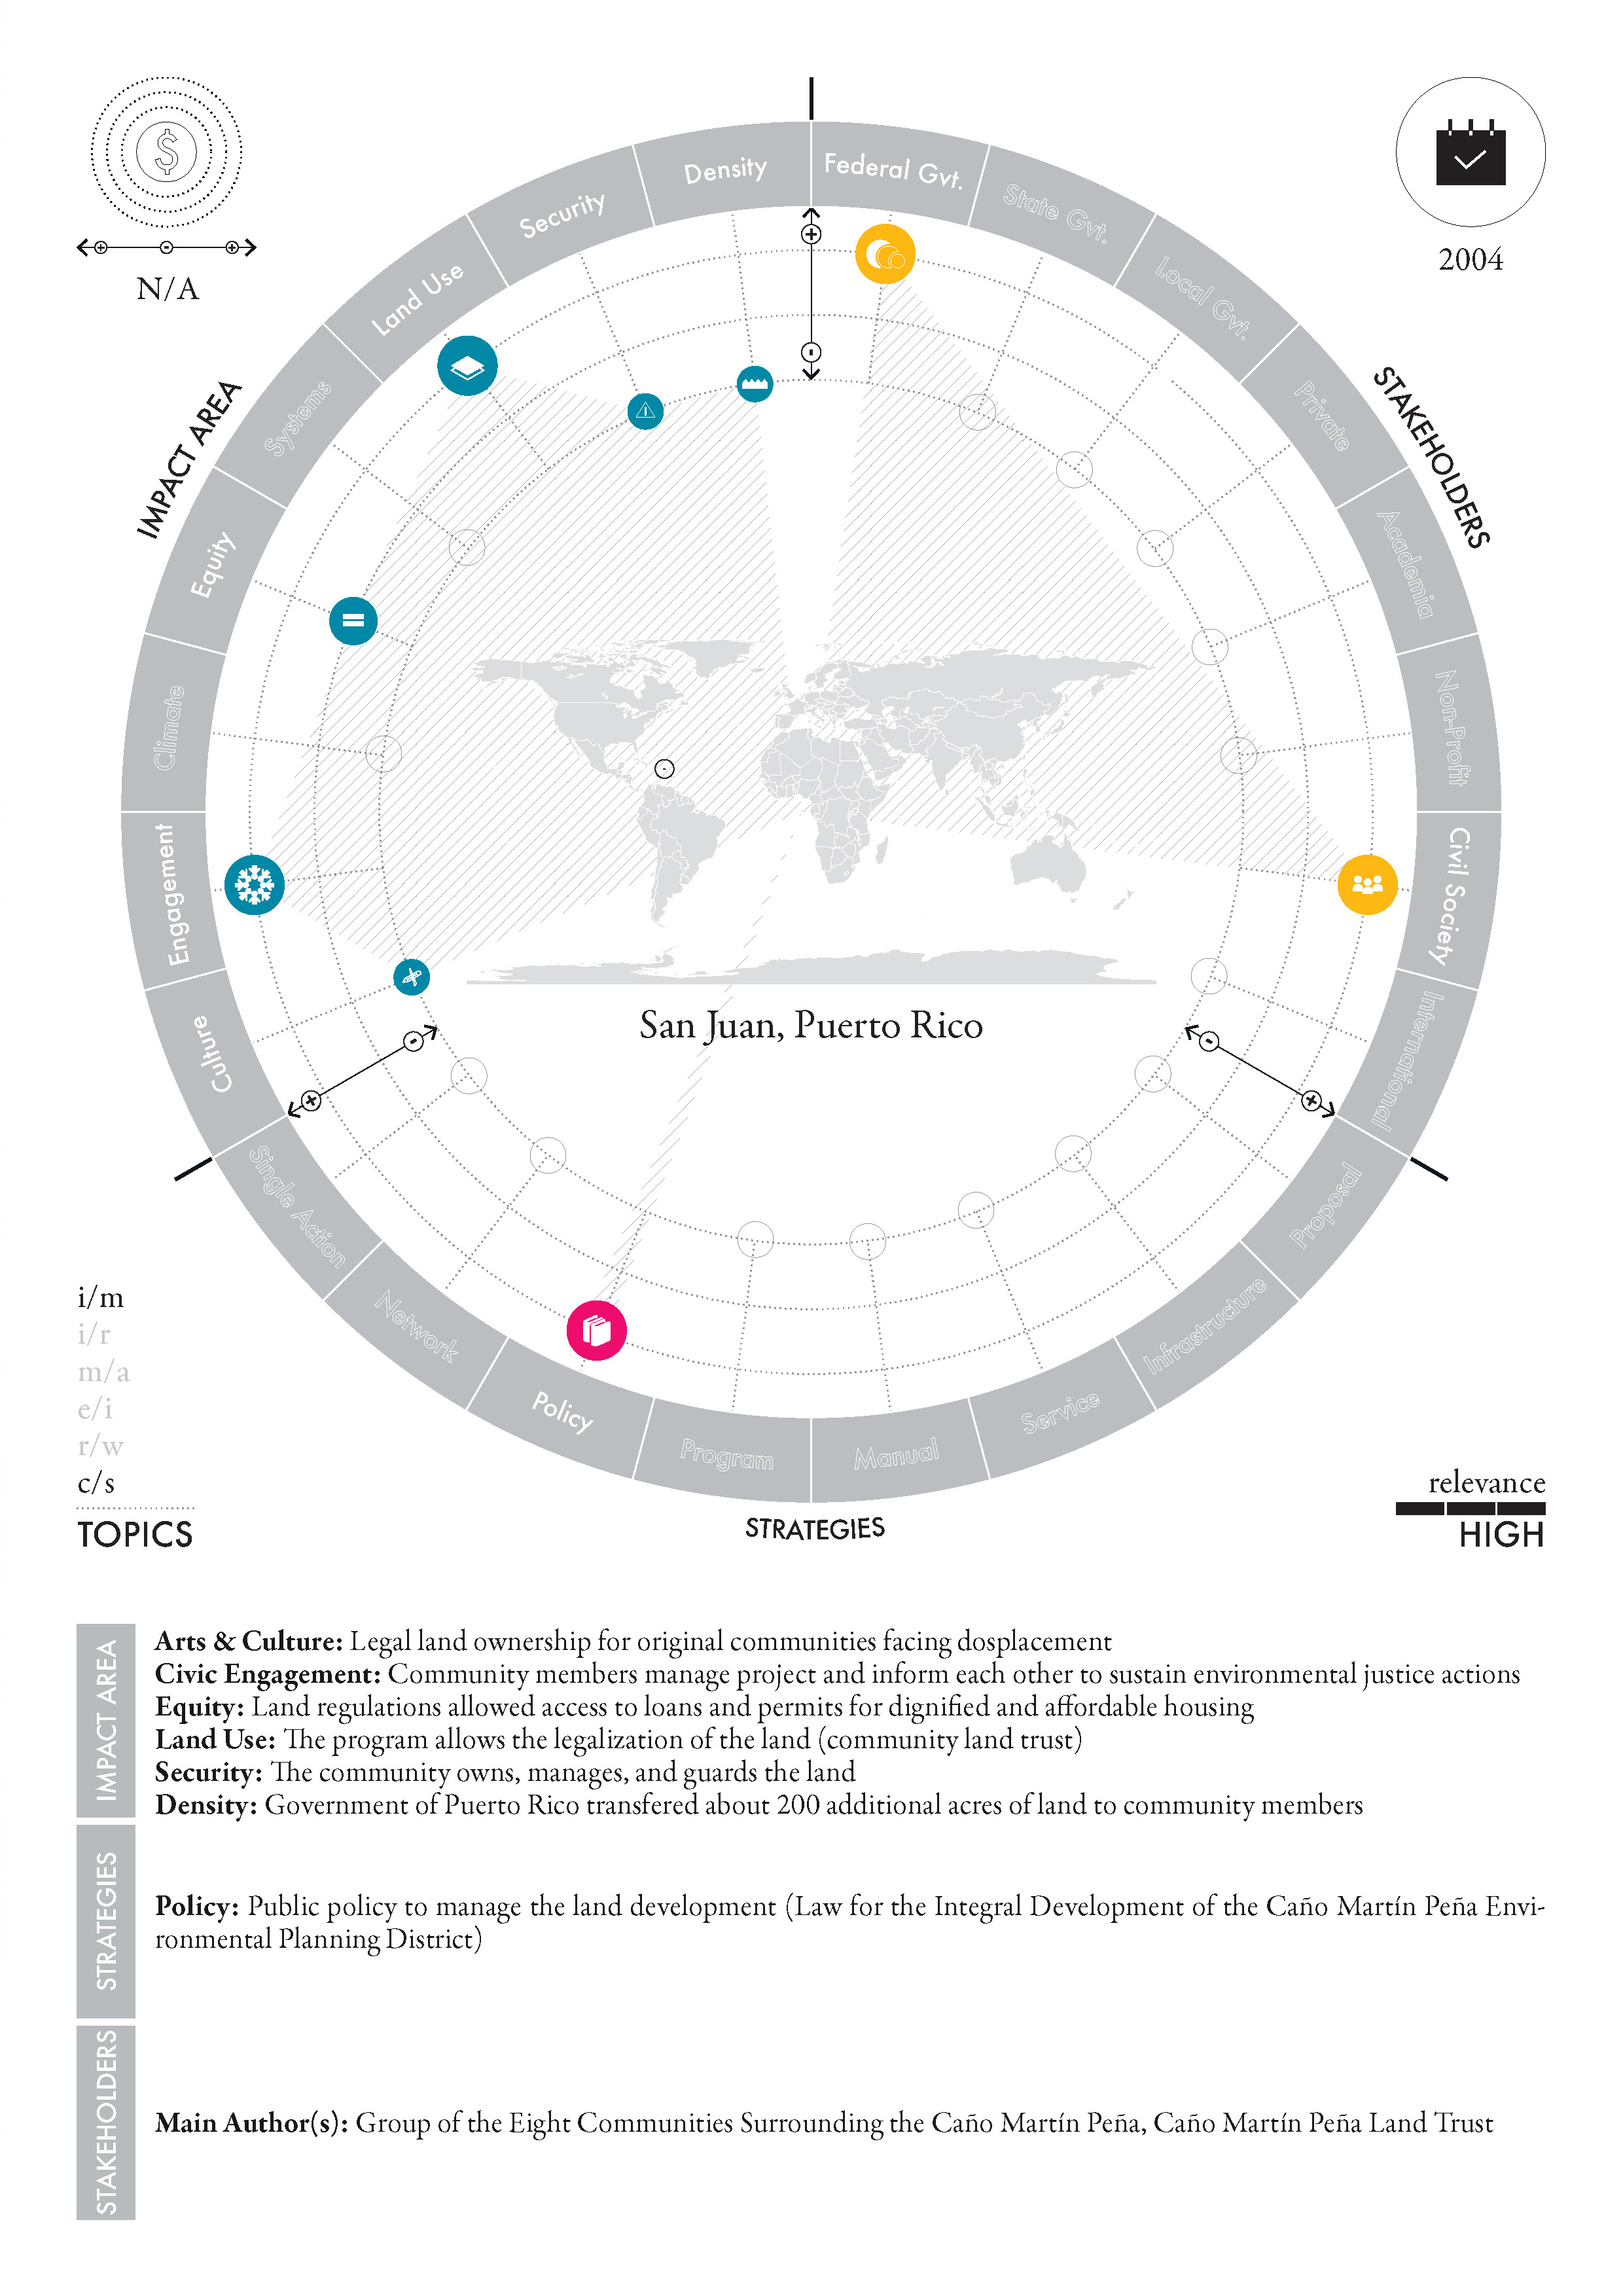 $
N/A
2004
Density
Federal Gvt.
Security
State Gvt.
Land Use
Local Gvt.
Systems
Private
IMPACT AREA
STAKEHOLDERS
Equity
Academia
Climate
Non-Profit
Engagement
Civil Society
Culture
International
San Juan, Puerto Rico
Single Action
Proposal
Network
Infrastructure
Policy
Service
Program
Manual
STRATEGIES
i/m
i/r
m/a
e/i
r/w
c/s
TOPICS
relevance
HIGH
IMPACT AREA
Arts & Culture: Legal land ownership for original communities facing dosplacement
Civic Engagement: Community members manage project and inform each other to sustain environmental justice actions
Equity: Land regulations allowed access to loans and permits for dignified and affordable housing
Land Use: The program allows the legalization of the land (community land trust)
Security: The community owns, manages, and guards the land
Density: Government of Puerto Rico transfered about 200 additional acres of land to community members
STRATEGIES
Policy: Public policy to manage the land development (Law for the Integral Development of the Caño Martín Peña Envi-
ronmental Planning District)
STAKEHOLDERS
Main Author(s): Group of the Eight Communities Surrounding the Caño Martín Peña, Caño Martín Peña Land Trust